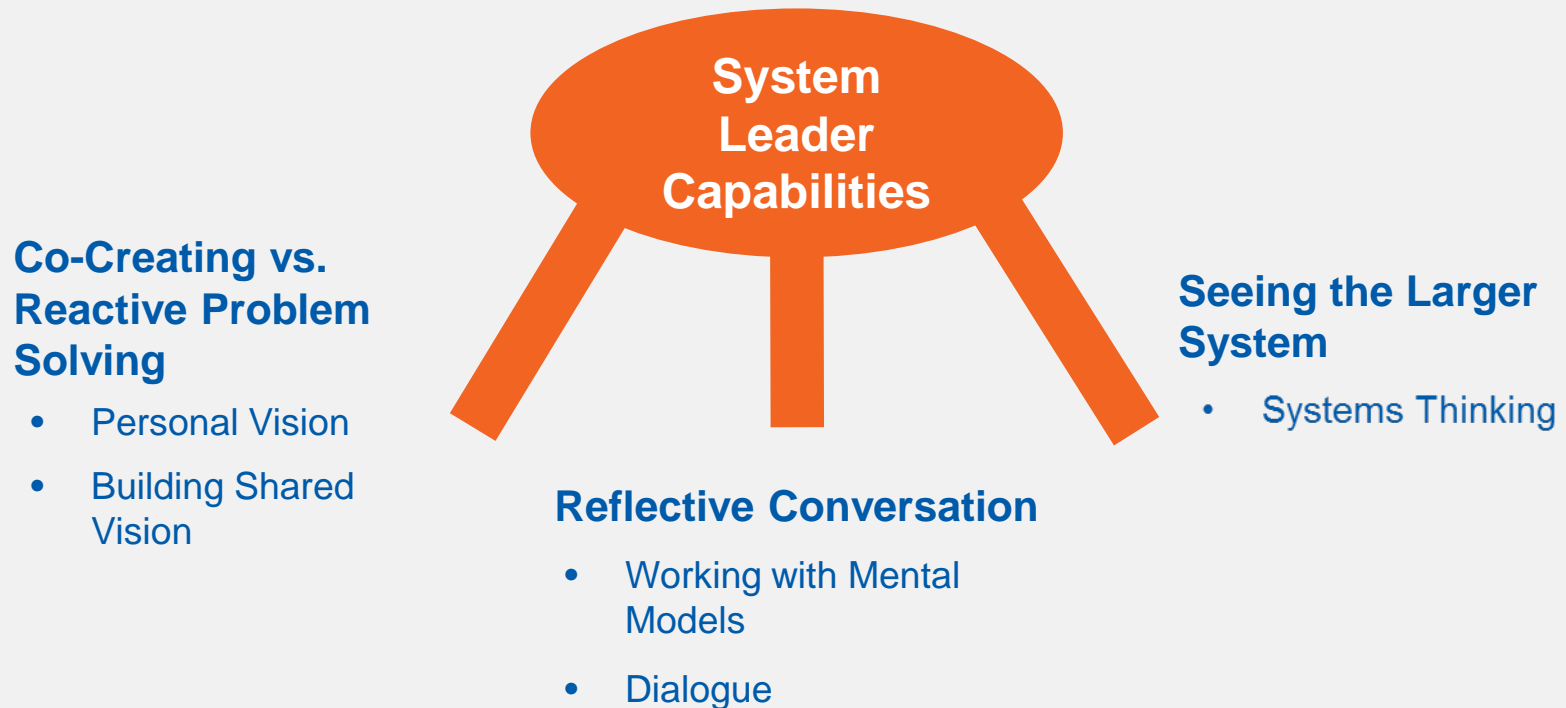 System
Leader
Capabilities
Co-Creating vs.
Reactive Problem
Solving
• Personal Vision
• Building Shared
Vision
Reflective Conversation
• Working with Mental
Models
• Dialogue
Seeing the Larger
System
• Systems Thinking